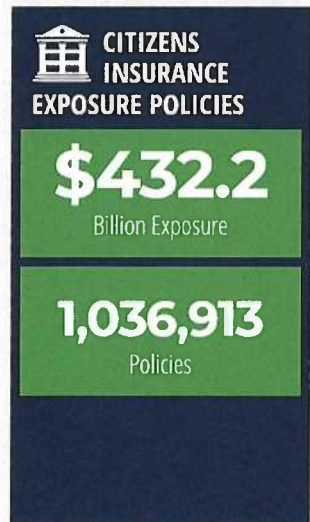 CITIZENS
INSURANCE
EXPOSURE POLICIES
$432.2
Billion Exposure
1,036,913
Policies